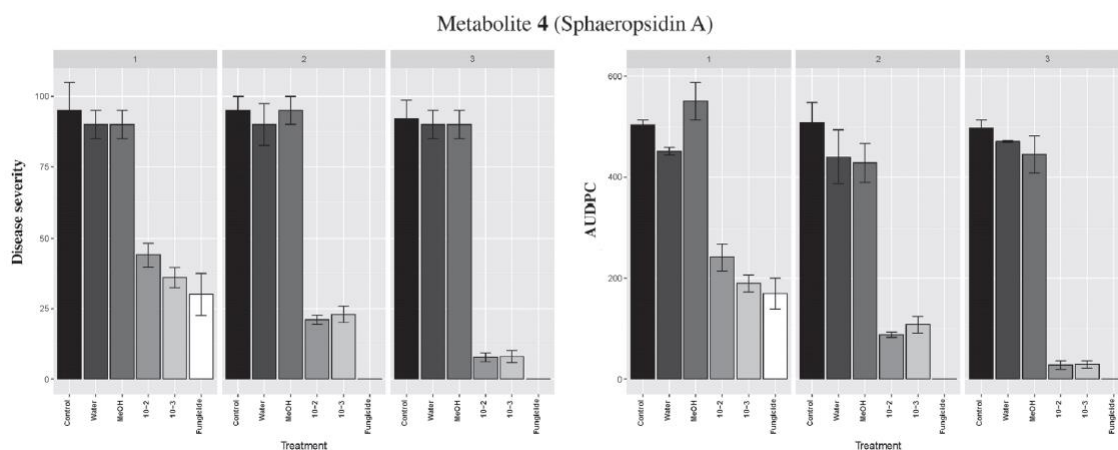 Metabolite 4 (Sphaeropsidin A)
1 2 3
Disease severity
100
75
50
25
0
Control Water MeOH 10-2 10-3 Fungicide Control Water MeOH 10-2 10-3 Fungicide Control Water MeOH 10-2 10-3 Fungicide
Treatment
1 2 3
AUDPC
600
400
200
0
Control Water MeOH 10-2 10-3 Fungicide Control Water MeOH 10-2 10-3 Fungicide Control Water MeOH 10-2 10-3 Fungicide
Treatment